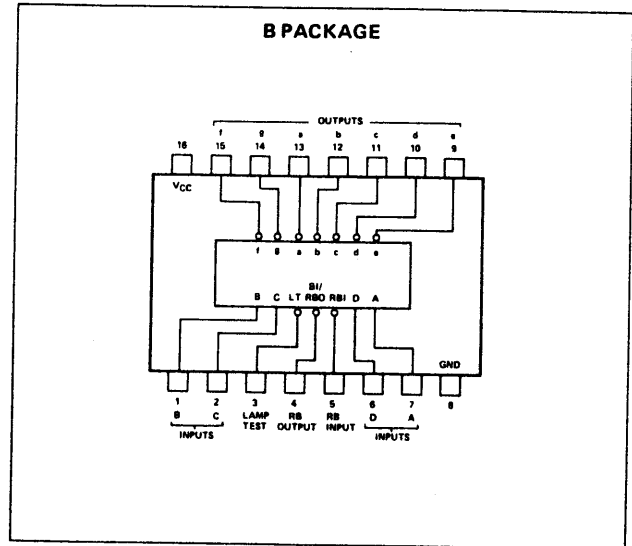 B PACKAGE
OUTPUTS
f g a b c d e
16 15 14 13 12 11 10 9
VCC
f g a b c d e
BI/
B C LT RBO RBI D A
GND
1 2 3 4 5 6 7 8
B C LAMP RB RB D A
TEST OUTPUT INPUT
INPUTS INPUTS